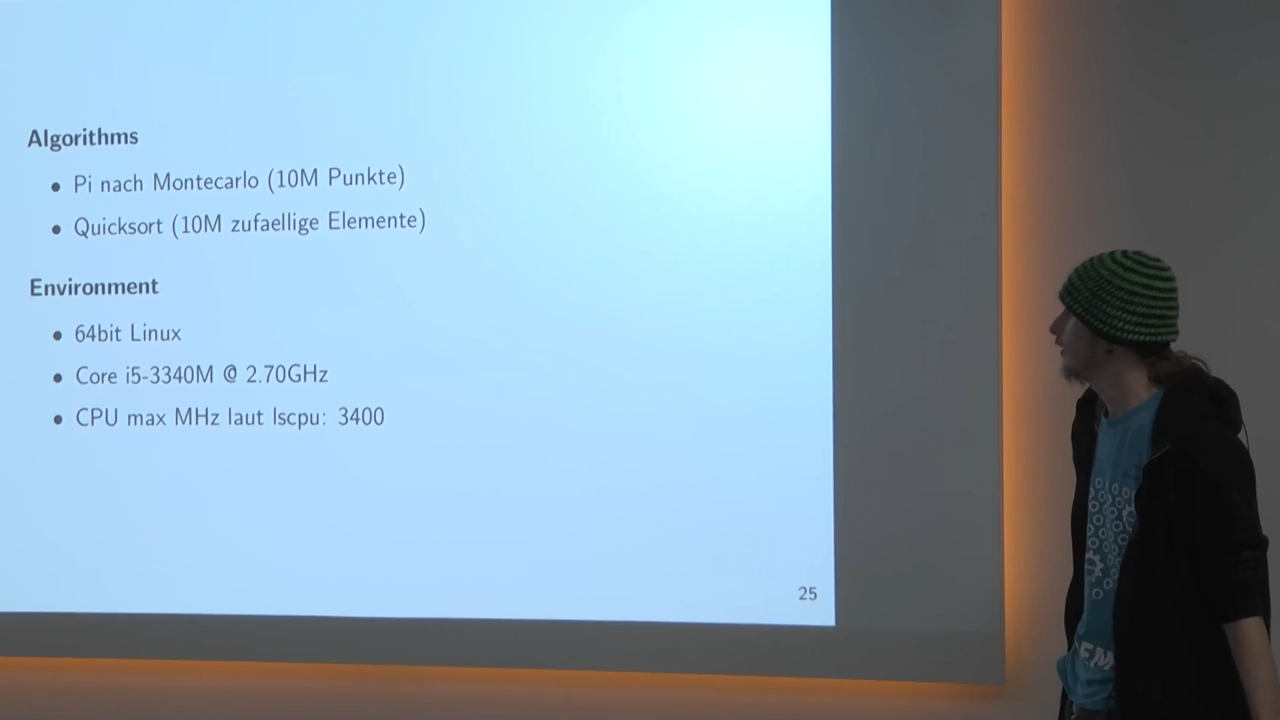 Algorithms
• Pi nach Montecarlo (10M Punkte)
• Quicksort (10M zufaellige Elemente)
Environment
• 64bit Linux
• Core i5-3340M @ 2.70GHz
• CPU max MHz laut lscpu: 3400
25